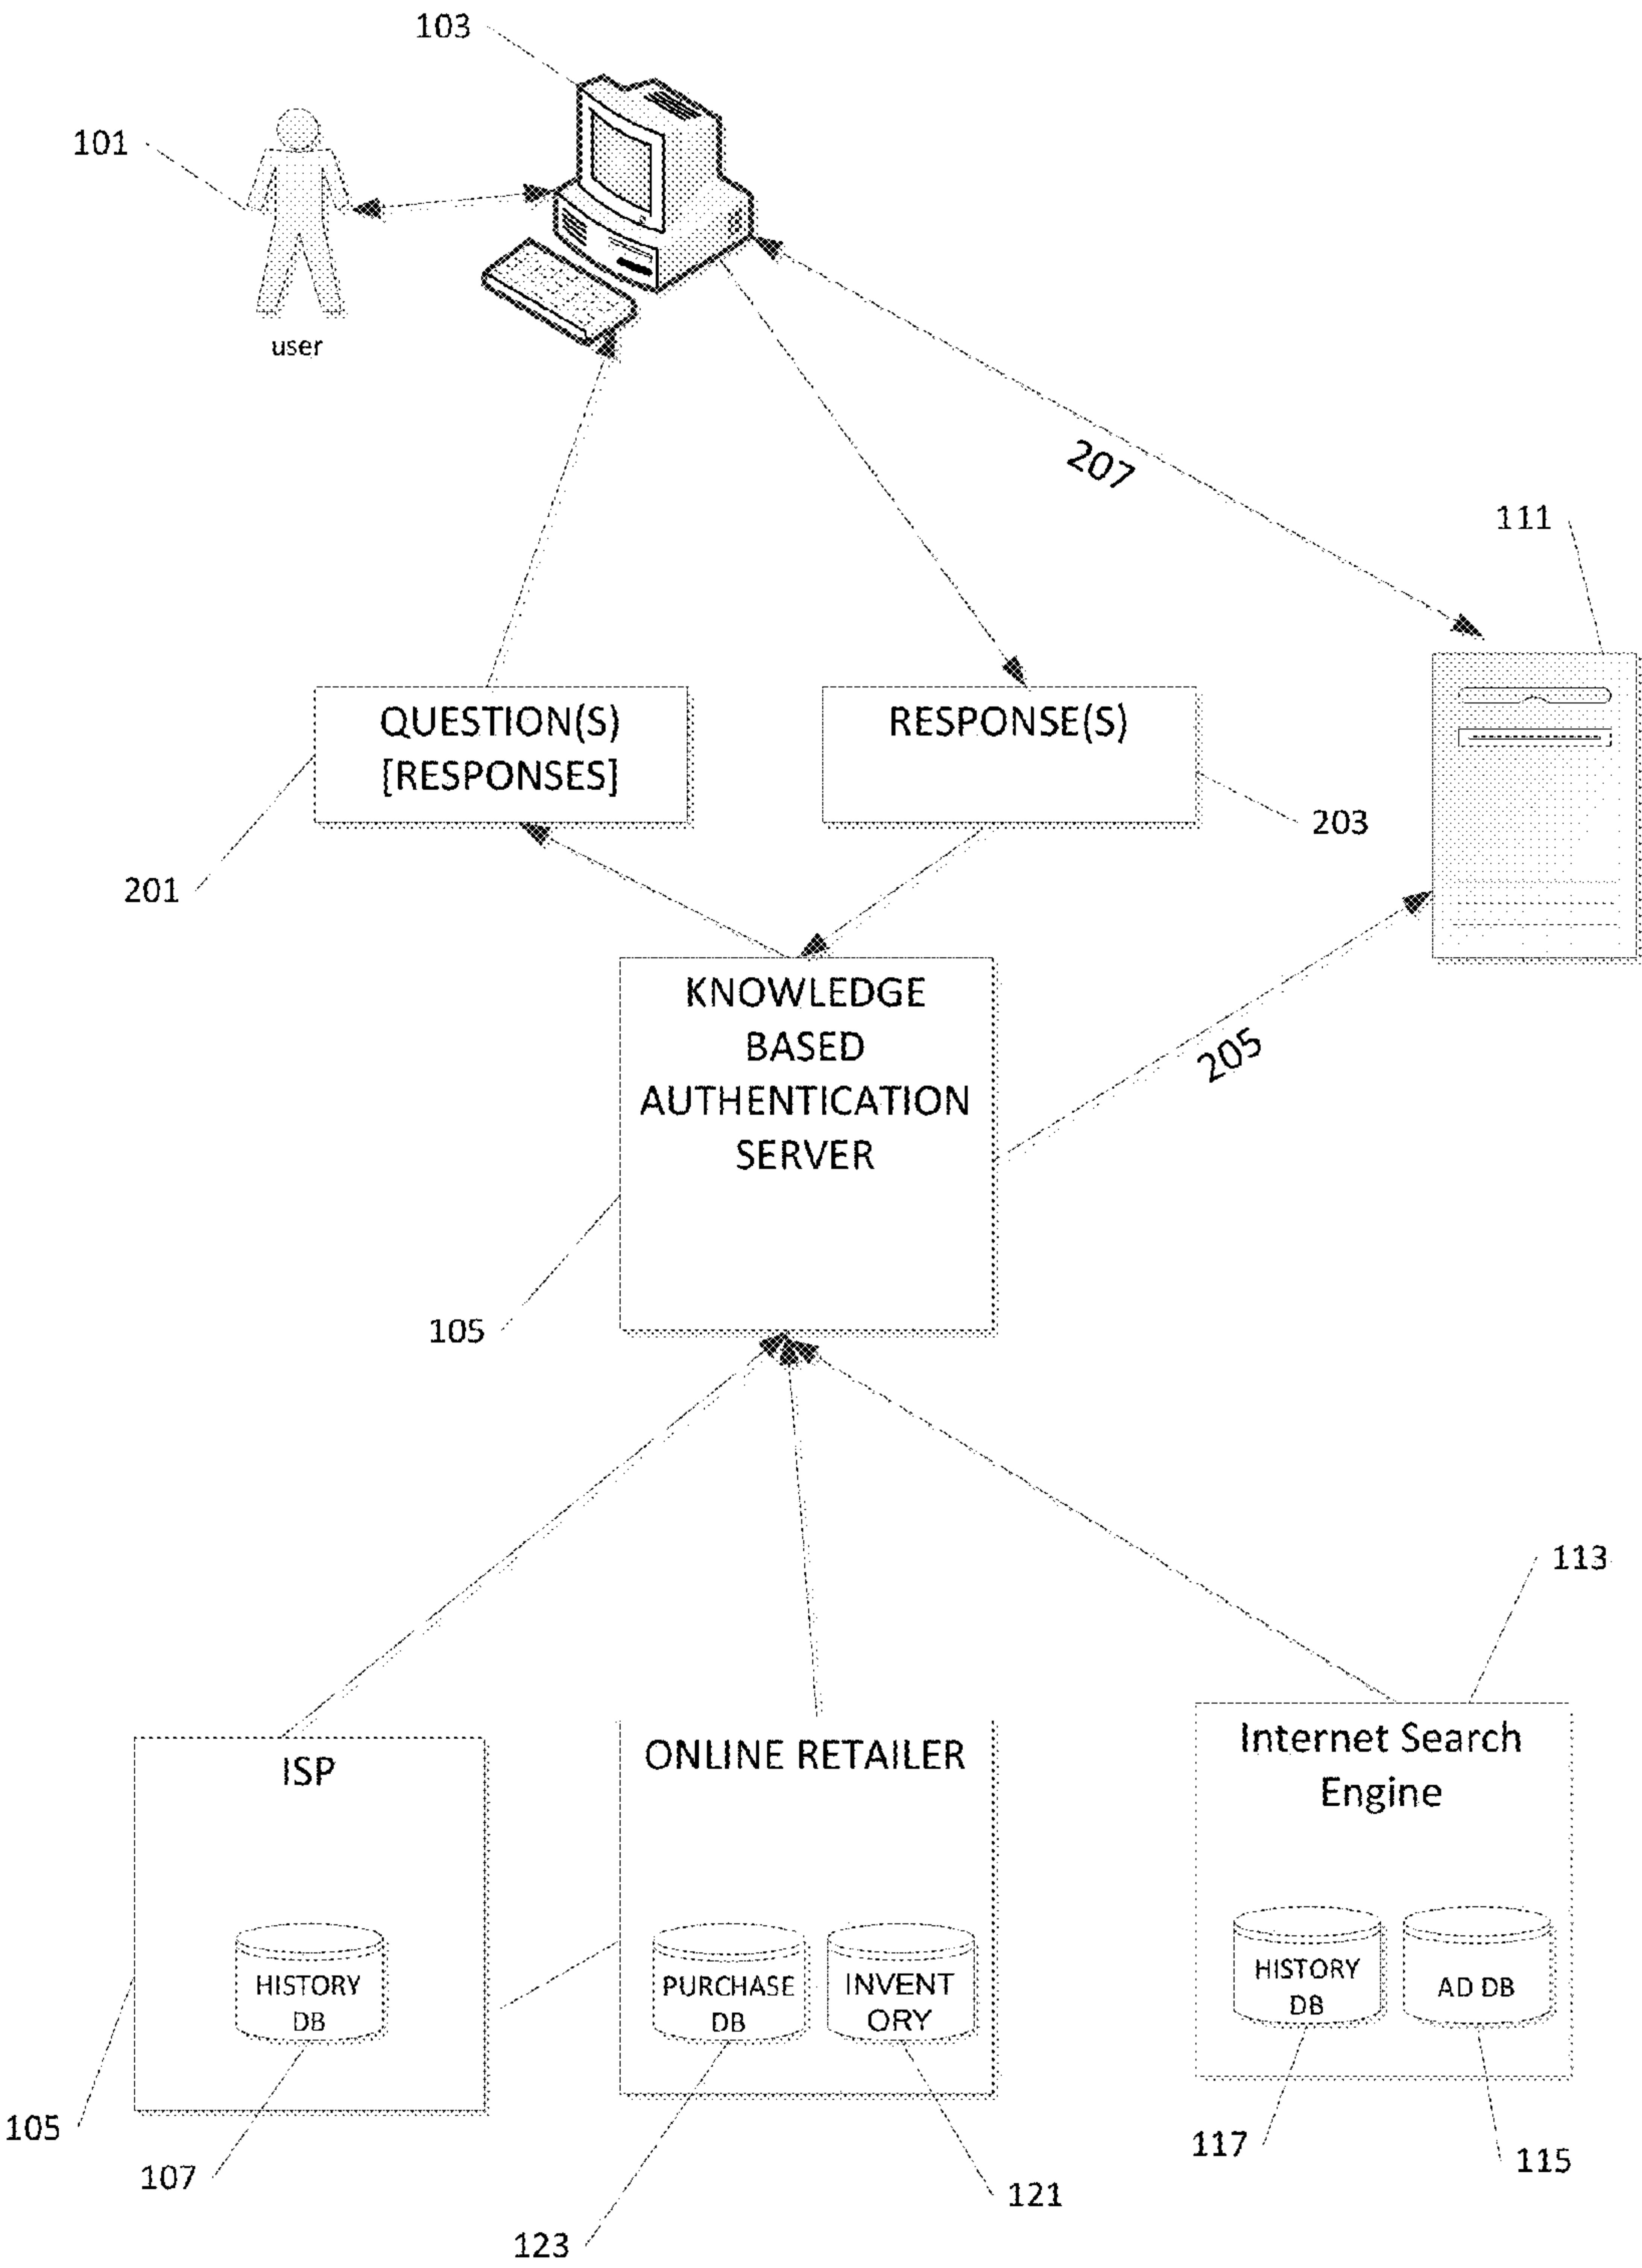 103
101
user
207
111
QUESTION(S)
[RESPONSES]
RESPONSE(S)
203
201
KNOWLEDGE
BASED
AUTHENTICATION
SERVER
205
105
113
ISP
ONLINE RETAILER
Internet Search
Engine
HISTORY
DB
PURCHASE
DB
INVENT
ORY
HISTORY
DB
AD DB
105
107
123
121
117
115